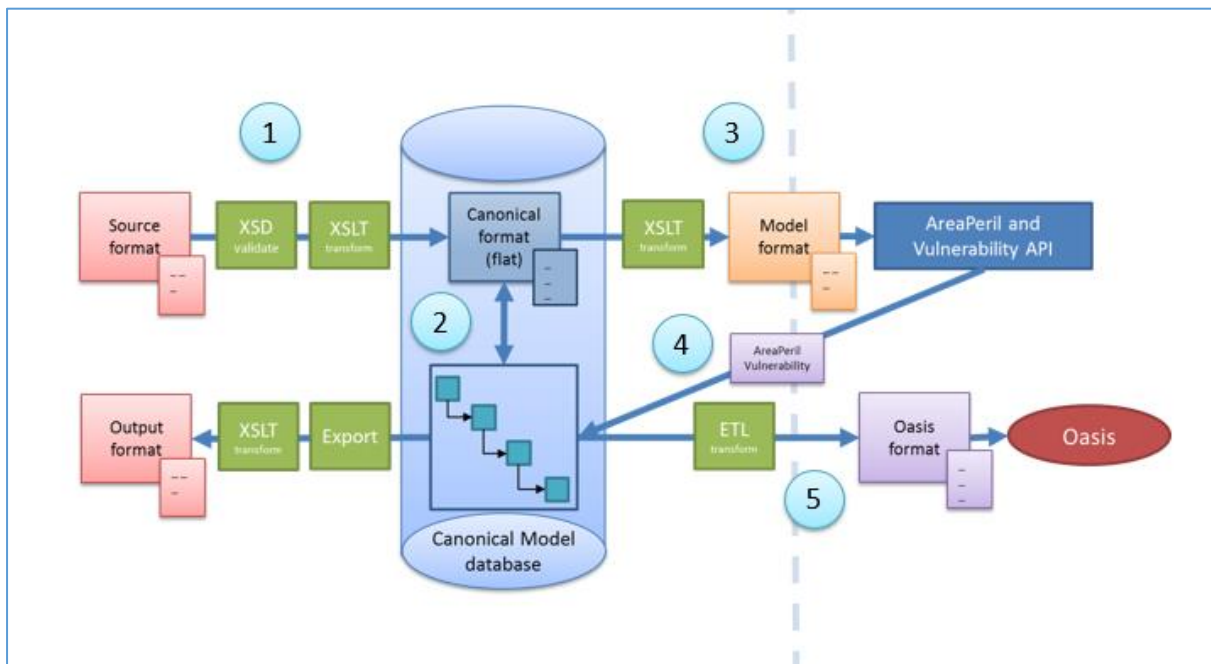 1
3
Source
format
XSD
validate
XSLT
transform
Canonical
format
(flat)
XSLT
transform
Model
format
AreaPeril and
Vulnerability API
2
4
AreaPeril
Vulnerability
Output
format
XSLT
transform
Export
ETL
transform
Oasis
format
Oasis
5
Canonical Model
database